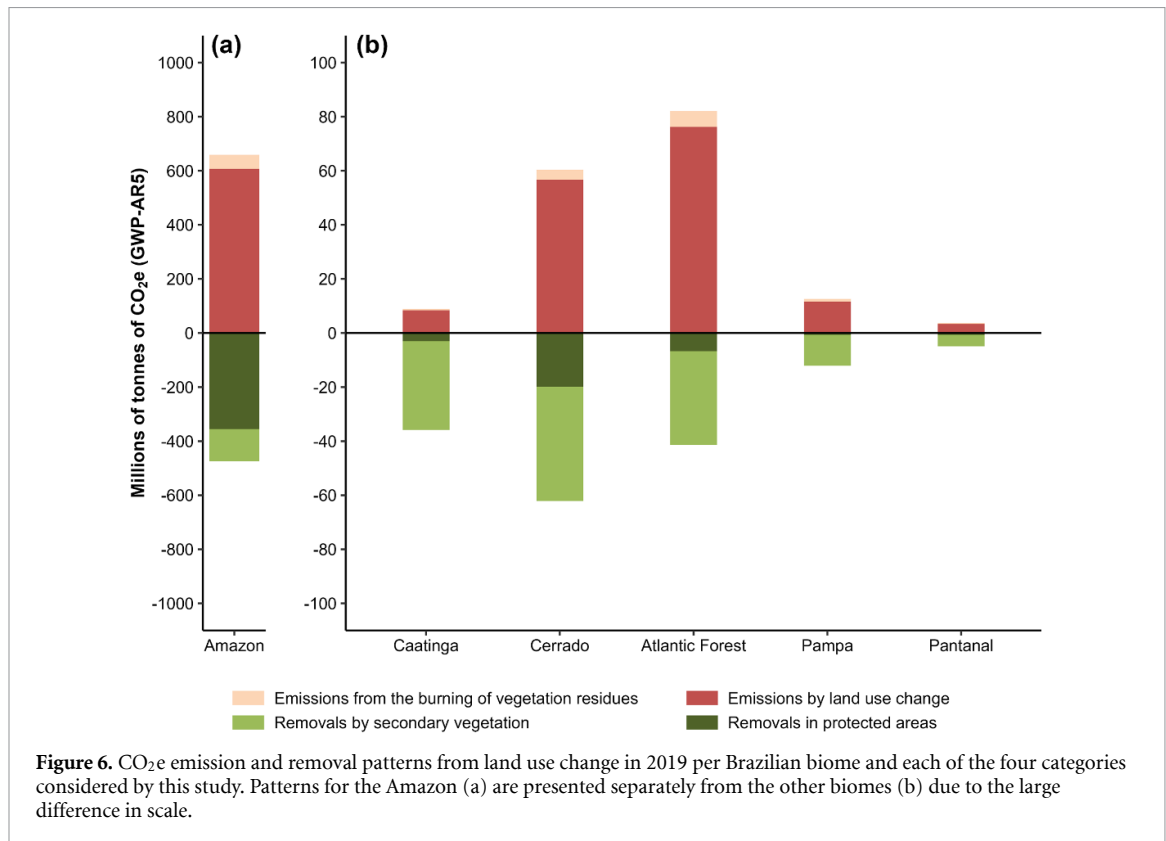 (a)
(b)
Millions of tonnes of CO₂e (GWP-AR5)
1000
800
600
400
200
0
-200
-400
-600
-800
-1000
100
80
60
40
20
0
-20
-40
-60
-80
-100
Amazon
Caatinga
Cerrado
Atlantic Forest
Pampa
Pantanal
Emissions from the burning of vegetation residues
Emissions by land use change
Removals by secondary vegetation
Removals in protected areas
Figure 6. CO₂e emission and removal patterns from land use change in 2019 per Brazilian biome and each of the four categories
considered by this study. Patterns for the Amazon (a) are presented separately from the other biomes (b) due to the large
difference in scale.